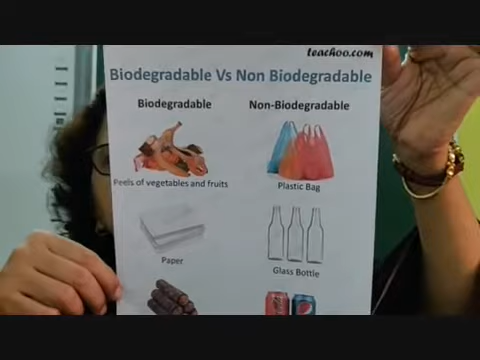 teachoo.com
Biodegradable Vs Non Biodegradable
Biodegradable
Non-Biodegradable
Peels of vegetables and fruits
Plastic Bag
Paper
Glass Bottle